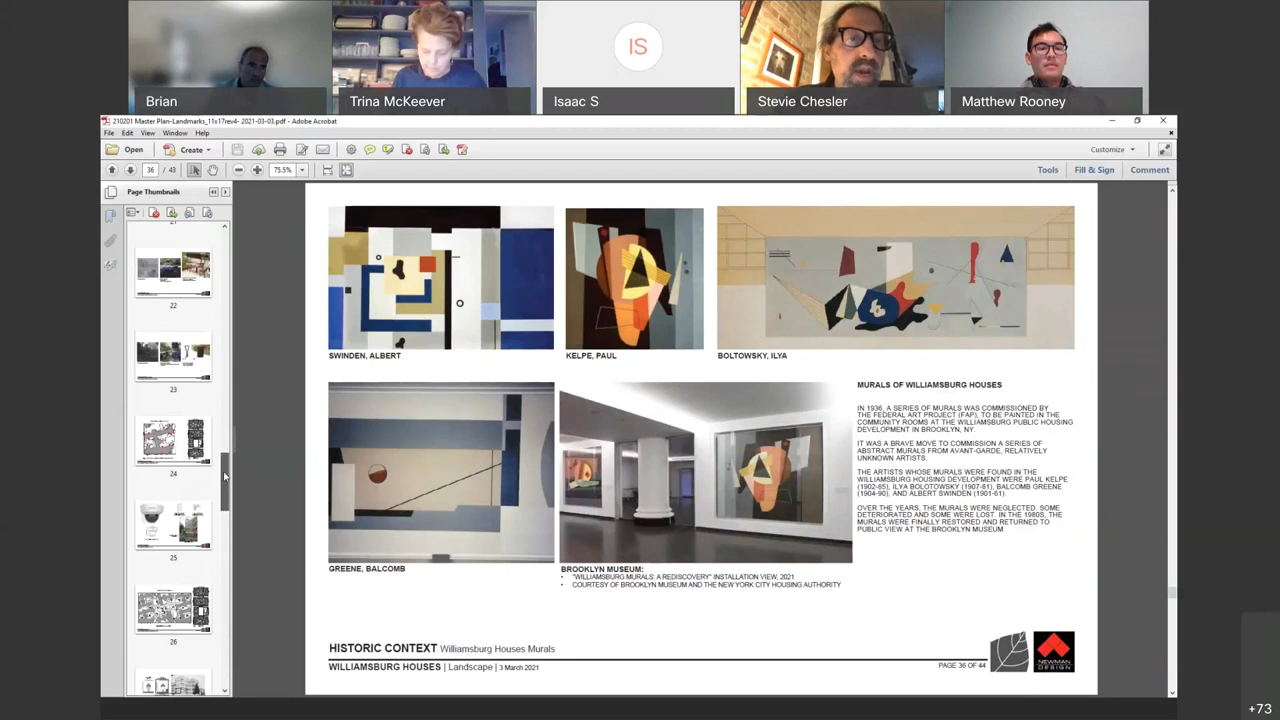 IS
Brian
Trina McKeever
Isaac S
Stevie Chesler
Matthew Rooney
210201 Master Plan-Landmarks_11x17rev4- 2021-03-03.pdf - Adobe Acrobat
File Edit View Window Help
Open Create Customize
36 / 43 75.5% Tools Fill & Sign Comment
Page Thumbnails
22
23
24
25
26
SWINDEN, ALBERT
KELPE, PAUL
BOLTOWSKY, ILYA
MURALS OF WILLIAMSBURG HOUSES
IN 1936, A SERIES OF MURALS WAS COMMISSIONED BY
THE FEDERAL ART PROJECT (FAP), TO BE PAINTED IN THE
COMMUNITY ROOMS AT THE WILLIAMSBURG PUBLIC HOUSING
DEVELOPMENT IN BROOKLYN, NY.
IT WAS A BRAVE MOVE TO COMMISSION A SERIES OF
ABSTRACT MURALS FROM AVANT-GARDE, RELATIVELY
UNKNOWN ARTISTS.
THE ARTISTS WHOSE MURALS WERE FOUND IN THE
WILLIAMSBURG HOUSING DEVELOPMENT WERE PAUL KELPE
(1902-85), ILYA BOLOTOWSKY (1907-81), BALCOMB GREENE
(1904-90), AND ALBERT SWINDEN (1901-61).
OVER THE YEARS, THE MURALS WERE NEGLECTED. SOME
DETERIORATED AND SOME WERE LOST. IN THE 1980S, THE
MURALS WERE FINALLY RESTORED AND RETURNED TO
PUBLIC VIEW AT THE BROOKLYN MUSEUM
GREENE, BALCOMB
BROOKLYN MUSEUM:
• "WILLIAMSBURG MURALS: A REDISCOVERY" INSTALLATION VIEW, 2021
• COURTESY OF BROOKLYN MUSEUM AND THE NEW YORK CITY HOUSING AUTHORITY
HISTORIC CONTEXT Williamsburg Houses Murals
WILLIAMSBURG HOUSES | Landscape | 3 March 2021
PAGE 36 OF 44
NEWMAN
DESIGN
+73